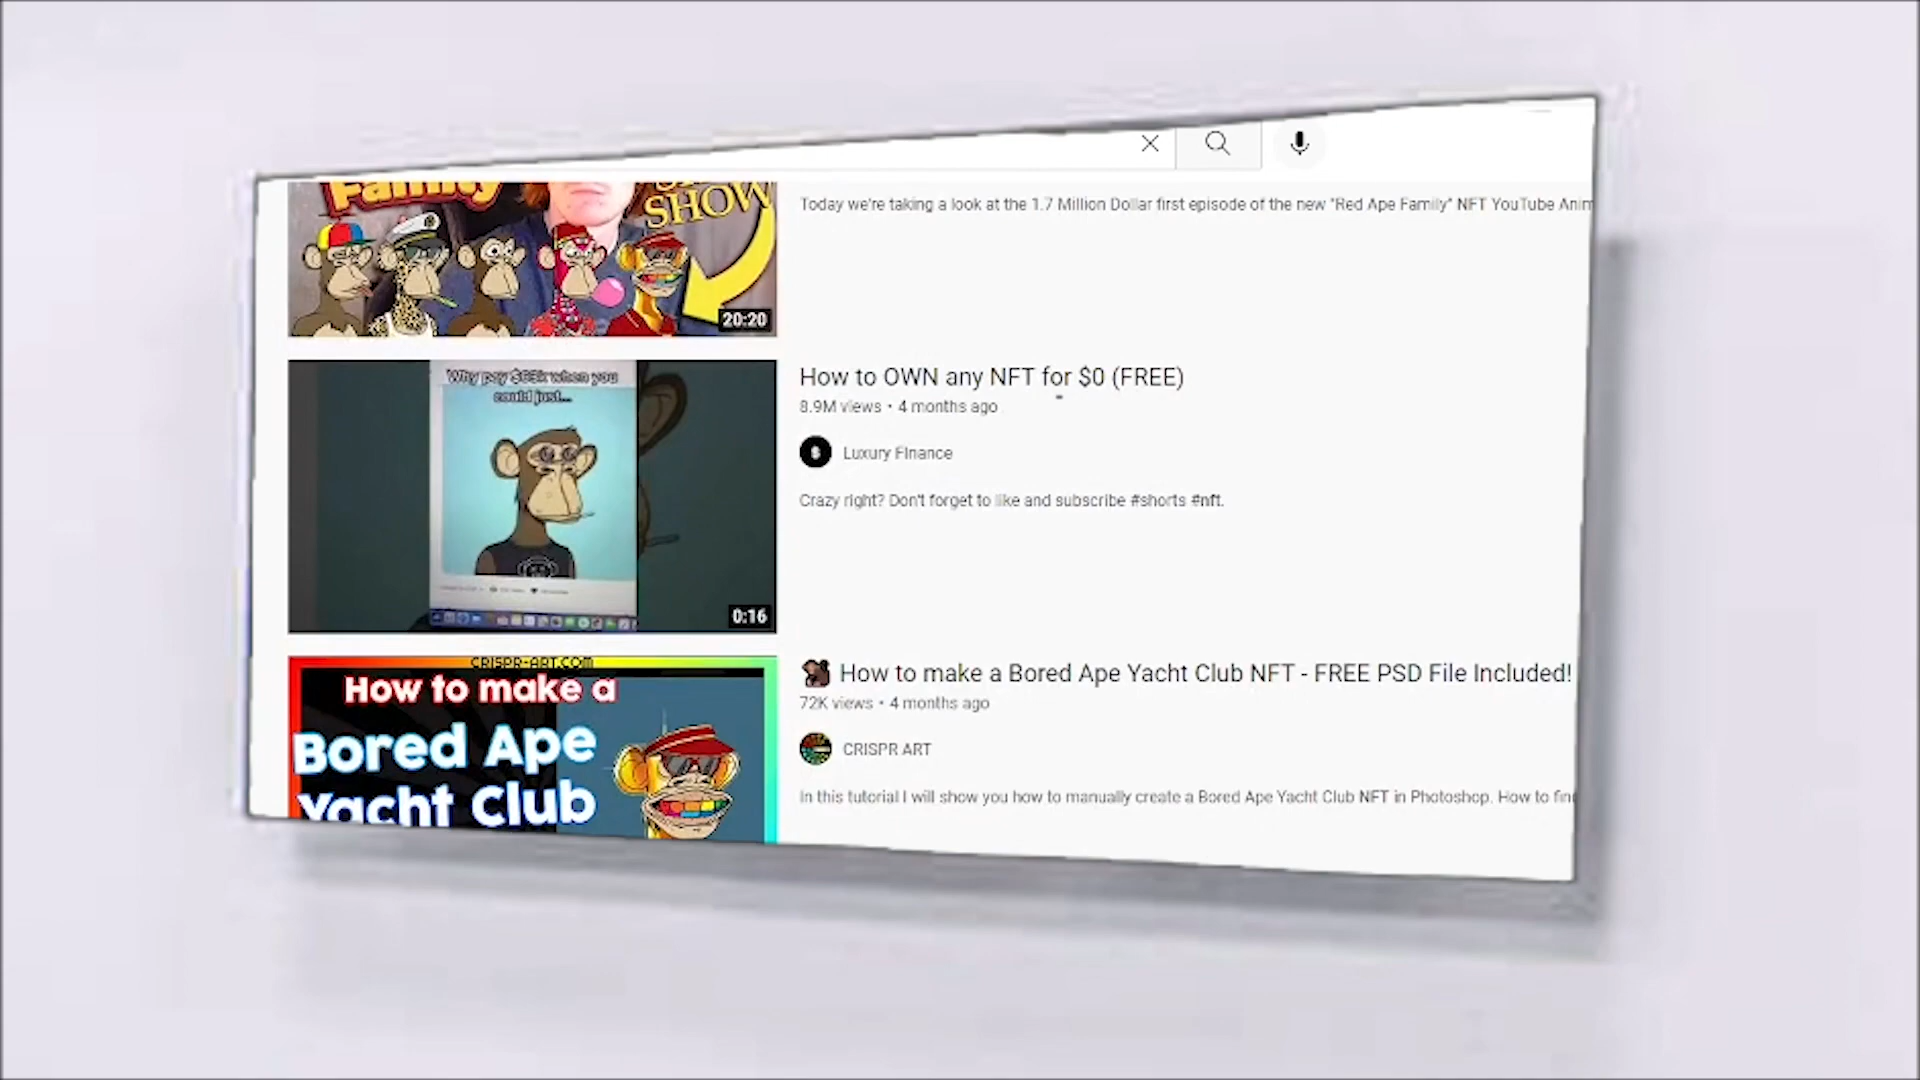 Family
SHOW
20:20
Today we're taking a look at the 1.7 Million Dollar first episode of the new "Red Ape Family" NFT YouTube Anim
Why pay $63k when you
could just...
0:16
How to OWN any NFT for $0 (FREE)
8.9M views • 4 months ago
$
Luxury FInance
Crazy right? Don't forget to like and subscribe #shorts #nft.
CRISPR-ART.COM
How to make a
Bored Ape
Yacht Club
How to make a Bored Ape Yacht Club NFT - FREE PSD File Included!
72K views • 4 months ago
CRISPR ART
In this tutorial I will show you how to manually create a Bored Ape Yacht Club NFT in Photoshop. How to fin